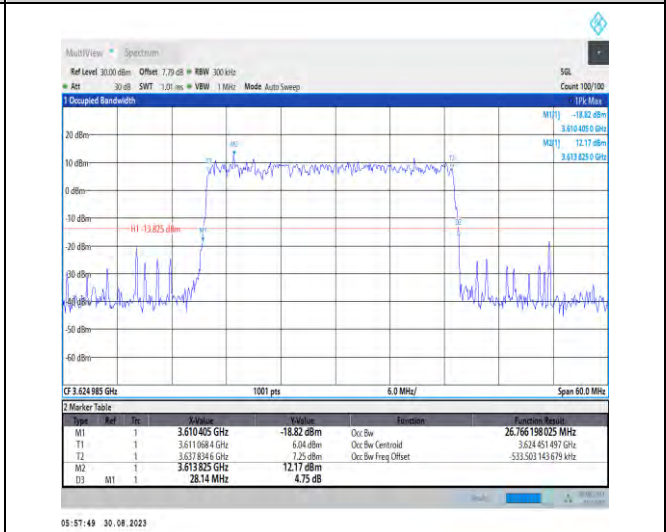 MultiView Spectrum
Ref Level 30.00 dBm Offset 7.79 dB RBW 300 kHz SGL
Att 30 dB SWT 1.01 ms VBW 1 MHz Mode Auto Sweep Count 100/100
1 Occupied Bandwidth 1Pk Max
M1[1] -18.82 dBm
3.610 405 0 GHz
M2[1] 12.17 dBm
3.613 825 0 GHz
20 dBm
M2
10 dBm
T1
T2
0 dBm
-10 dBm
H1 -13.825 dBm
M1
D3
-20 dBm
-30 dBm
-40 dBm
-50 dBm
-60 dBm
CF 3.624 985 GHz 1001 pts 6.0 MHz/ Span 60.0 MHz
2 Marker Table
Type Ref Trc X-Value Y-Value Function Function Result
M1 1 3.610405 GHz -18.82 dBm Occ Bw 26.766 198 025 MHz
T1 1 3.611 068 4 GHz 6.04 dBm Occ Bw Centroid 3.624 451 497 GHz
T2 1 3.637 834 6 GHz 7.25 dBm Occ Bw Freq Offset -533.503 143 679 kHz
M2 1 3.613 825 GHz 12.17 dBm
D3 M1 1 28.14 MHz 4.75 dB
05:57:49 30.08.2023